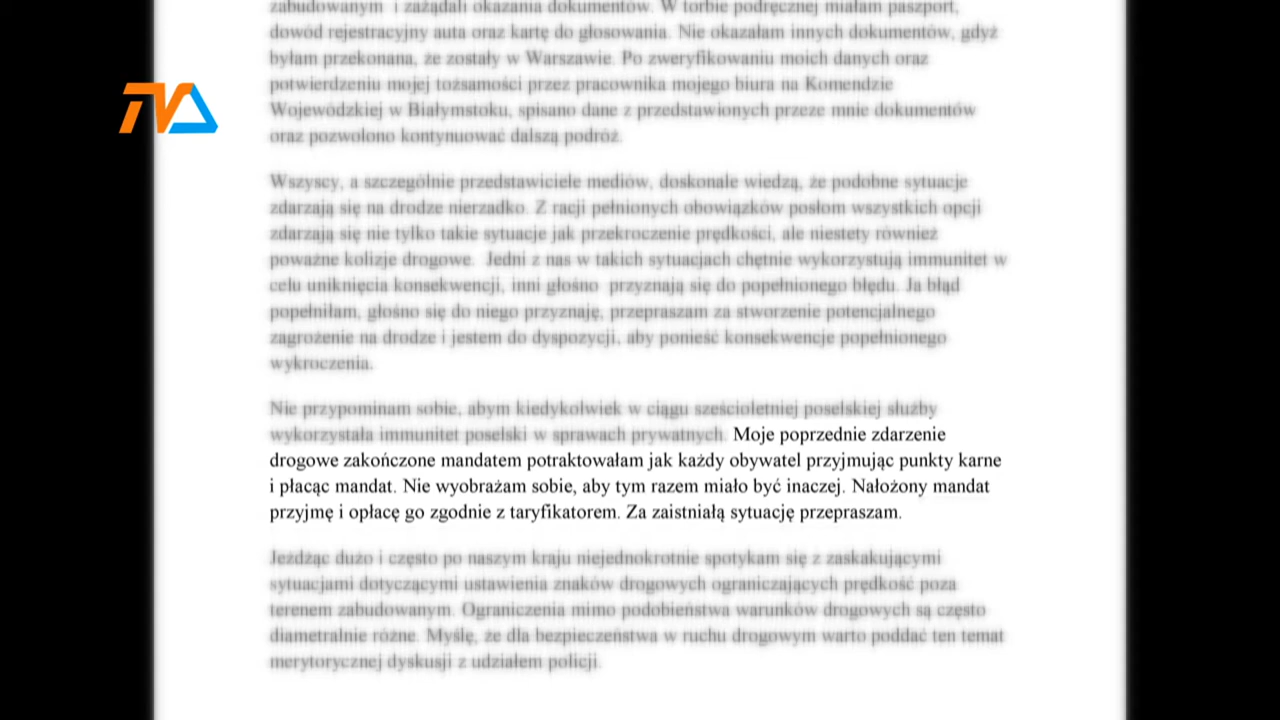 zabudowanym i zażądali okazania dokumentów. W torbie podręcznej miałam paszport,
dowód rejestracyjny auta oraz kartę do głosowania. Nie okazałam innych dokumentów, gdyż
byłam przekonana, że zostały w Warszawie. Po zweryfikowaniu moich danych oraz
potwierdzeniu mojej tożsamości przez pracownika mojego biura na Komendzie
Wojewódzkiej w Białymstoku, spisano dane z przedstawionych przeze mnie dokumentów
oraz pozwolono kontynuować dalszą podróż.
TVA
Wszyscy, a szczególnie przedstawiciele mediów, doskonale wiedzą, że podobne sytuacje
zdarzają się na drodze nierzadko. Z racji pełnionych obowiązków posłom wszystkich opcji
zdarzają się nie tylko takie sytuacje jak przekroczenie prędkości, ale niestety również
poważne kolizje drogowe. Jedni z nas w takich sytuacjach chętnie wykorzystują immunitet w
celu uniknięcia konsekwencji, inni głośno przyznają się do popełnionego błędu. Ja błąd
popełniłam, głośno się do niego przyznaję, przepraszam za stworzenie potencjalnego
zagrożenie na drodze i jestem do dyspozycji, aby ponieść konsekwencje popełnionego
wykroczenia.
Nie przypominam sobie, abym kiedykolwiek w ciągu sześcioletniej poselskiej służby
wykorzystała immunitet poselski w sprawach prywatnych. Moje poprzednie zdarzenie
drogowe zakończone mandatem potraktowałam jak każdy obywatel przyjmując punkty karne
i płacąc mandat. Nie wyobrażam sobie, aby tym razem miało być inaczej. Nałożony mandat
przyjmę i opłacę go zgodnie z taryfikatorem. Za zaistniałą sytuację przepraszam.
Jeżdżąc dużo i często po naszym kraju niejednokrotnie spotykam się z zaskakującymi
sytuacjami dotyczącymi ustawienia znaków drogowych ograniczających prędkość poza
terenem zabudowanym. Ograniczenia mimo podobieństwa warunków drogowych są często
diametralnie różne. Myślę, że dla bezpieczeństwa w ruchu drogowym warto poddać ten temat
merytorycznej dyskusji z udziałem policji.